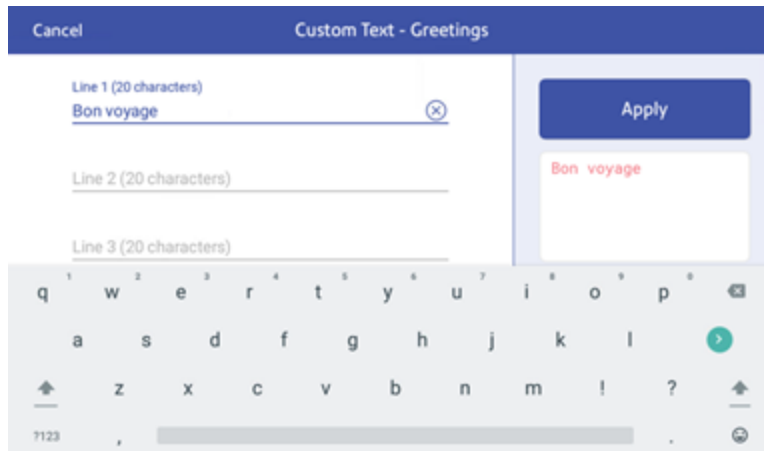 Cancel
Custom Text - Greetings
Line 1 (20 characters)
Bon voyage
Apply
Bon voyage
Line 2 (20 characters)
Line 3 (20 characters)
1 2 3 4 5 6 7 8 9 0
q w e r t y u i o p
a s d f g h j k l
z x c v b n m ! ?
?123 , .